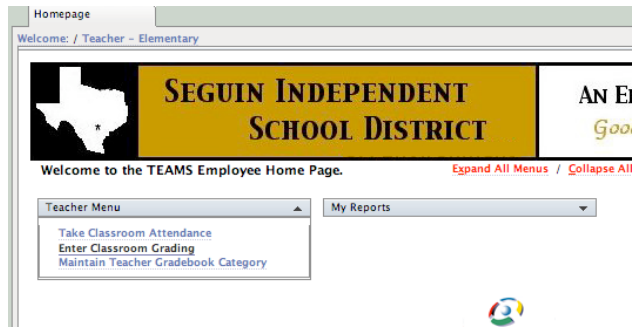 Homepage
Welcome: / Teacher - Elementary
SEGUIN INDEPENDENT
SCHOOL DISTRICT
AN
Welcome to the TEAMS Employee Home Page.
Expand All Menus / Collapse All
Teacher Menu
My Reports
Take Classroom Attendance
Enter Classroom Grading
Maintain Teacher Gradebook Category